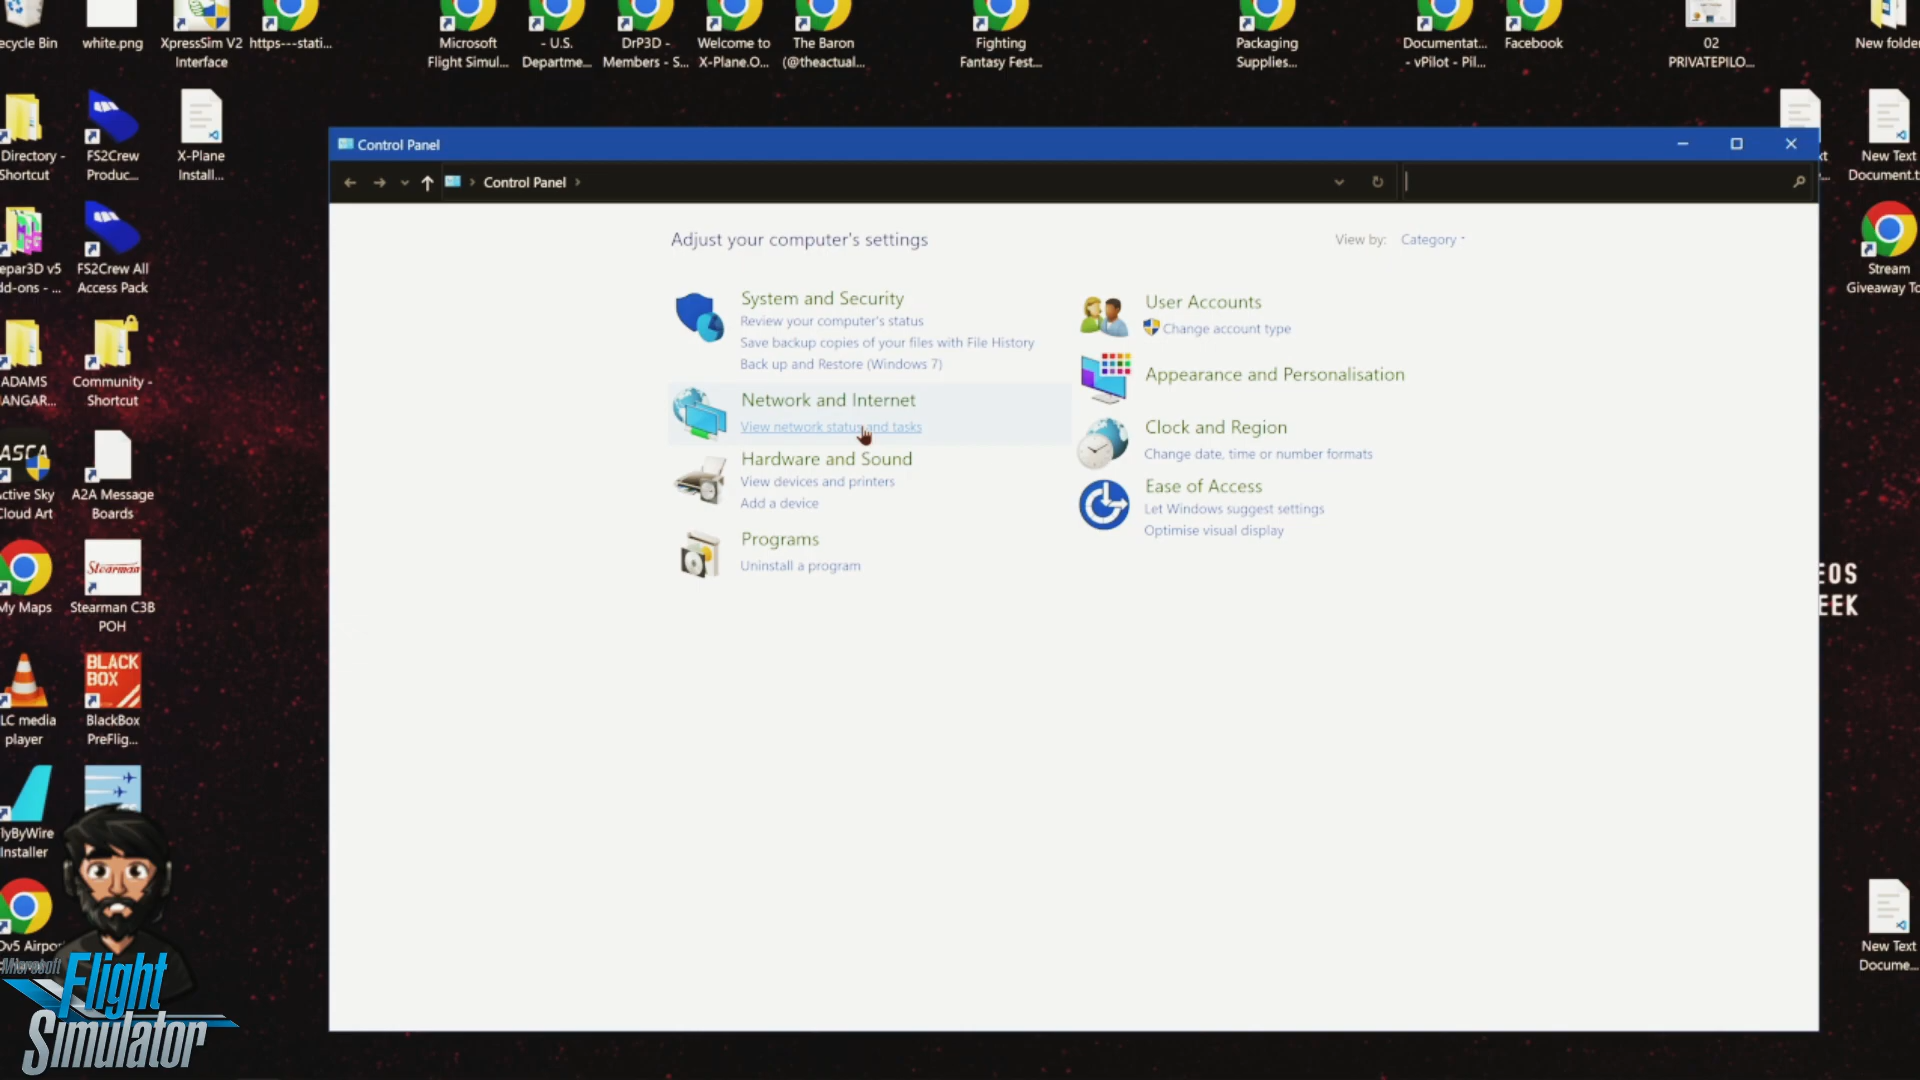 ecycle Bin
white.png
XpressSim V2
Interface
https---stati...
Microsoft
Flight Simul...
- U.S.
Departme...
DrP3D -
Members - S...
Welcome to
X-Plane.O...
The Baron
(@theactual...
Fighting
Fantasy Fest...
Packaging
Supplies...
Documentat...
- vPilot - Pil...
Facebook
02
PRIVATEPILO...
New folder
Directory -
Shortcut
FS2Crew
Produc...
X-Plane
Install...
New Text
Document.t
Control Panel
Control Panel
Adjust your computer's settings
View by:
Category
System and Security
Review your computer's status
Save backup copies of your files with File History
Back up and Restore (Windows 7)
Network and Internet
View network status and tasks
Hardware and Sound
View devices and printers
Add a device
Programs
Uninstall a program
User Accounts
Change account type
Appearance and Personalisation
Clock and Region
Change date, time or number formats
Ease of Access
Let Windows suggest settings
Optimise visual display
epar3D v5
dd-ons - ...
FS2Crew All
Access Pack
Stream
Giveaway To
ADAMS
ANGAR...
Community -
Shortcut
ASCA
ctive Sky
Cloud Art
A2A Message
Boards
My Maps
Stearman
Stearman C3B
POH
EOS
EEK
LC media
player
BLACK
BOX
BlackBox
PreFlig...
lyByWire
Installer
Dv5 Airpor
New Text
Docume...
Microsoft
Flight
Simulator